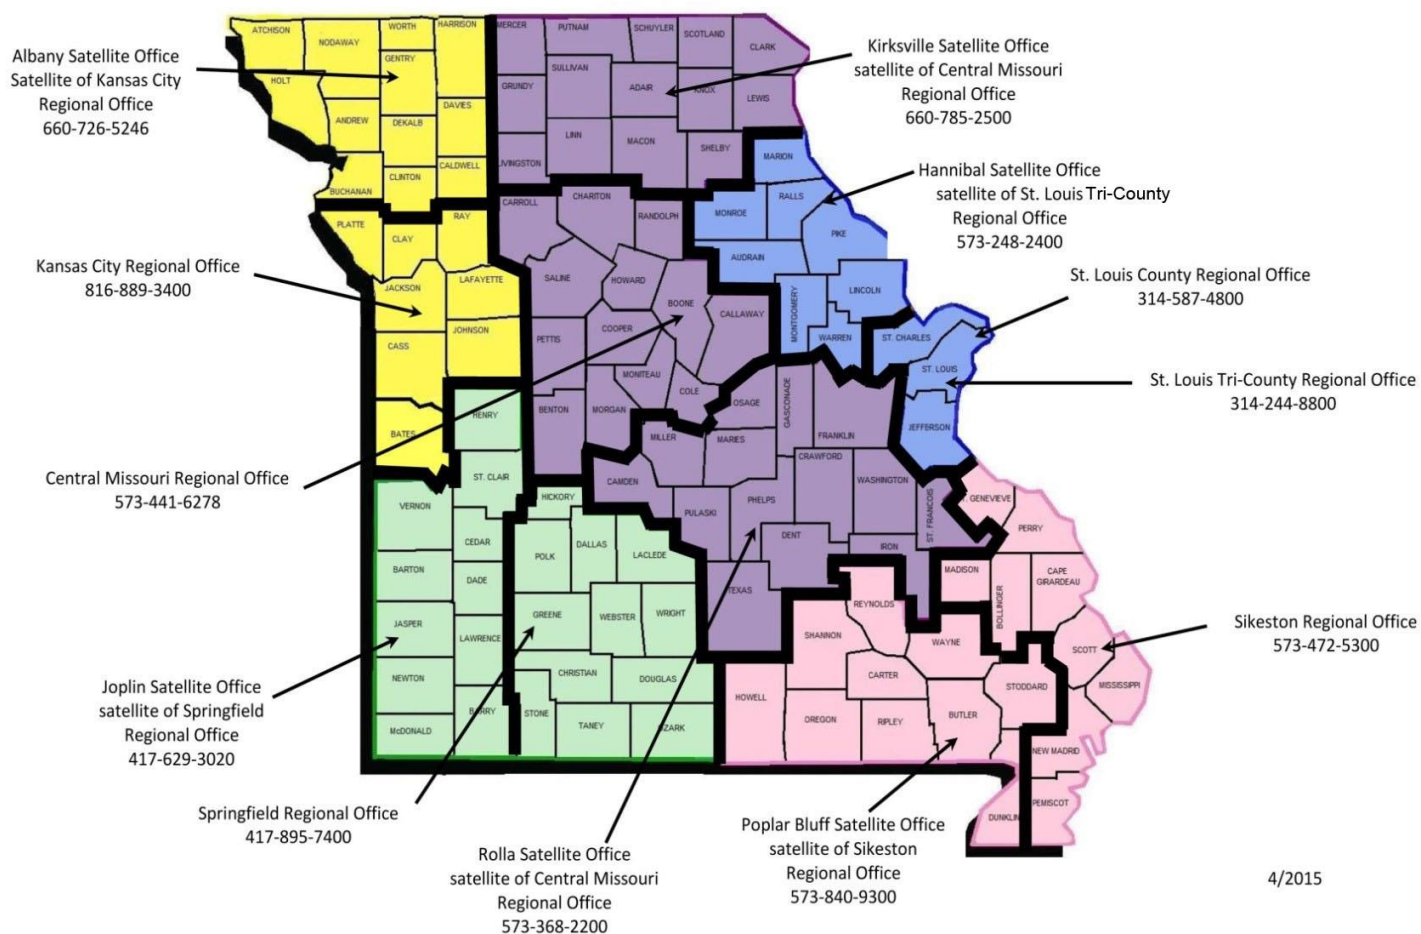 Albany Satellite Office
Satellite of Kansas City
Regional Office
660-726-5246
Kansas City Regional Office
816-889-3400
Central Missouri Regional Office
573-441-6278
Joplin Satellite Office
satellite of Springfield
Regional Office
417-629-3020
Springfield Regional Office
417-895-7400
Rolla Satellite Office
satellite of Central Missouri
Regional Office
573-368-2200
Poplar Bluff Satellite Office
satellite of Sikeston
Regional Office
573-840-9300
Kirksville Satellite Office
satellite of Central Missouri
Regional Office
660-785-2500
Hannibal Satellite Office
satellite of St. Louis Tri-County
Regional Office
573-248-2400
St. Louis County Regional Office
314-587-4800
St. Louis Tri-County Regional Office
314-244-8800
Sikeston Regional Office
573-472-5300
4/2015
ATCHISON
NODAWAY
WORTH
HARRISON
GENTRY
HOLT
ANDREW
DEKALB
DAVIES
BUCHANAN
CLINTON
CALDWELL
PLATTE
CLAY
RAY
JACKSON
LAFAYETTE
CASS
JOHNSON
BATES
MERCER
PUTNAM
SCHUYLER
SCOTLAND
CLARK
SULLIVAN
GRUNDY
ADAIR
KNOX
LEWIS
LINN
MACON
SHELBY
IVINGSTON
CARROLL
CHARITON
RANDOLPH
SALINE
HOWARD
BOONE
CALLAWAY
PETTIS
COOPER
MONITEAU
COLE
BENTON
MORGAN
MARION
MONROE
RALLS
PIKE
AUDRAIN
MONTGOMERY
LINCOLN
WARREN
ST. CHARLES
ST. LOUIS
JEFFERSON
OSAGE
GASCONADE
FRANKLIN
MILLER
MARIES
CRAWFORD
WASHINGTON
CAMDEN
PULASKI
PHELPS
DENT
IRON
ST. FRANCOIS
TEXAS
HENRY
ST. CLAIR
VERNON
CEDAR
BARTON
DADE
JASPER
LAWRENCE
NEWTON
BARRY
McDONALD
HICKORY
POLK
DALLAS
LACLEDE
GREENE
WEBSTER
WRIGHT
CHRISTIAN
DOUGLAS
STONE
TANEY
OZARK
GENEVIEVE
PERRY
MADISON
BOLLINGER
CAPE
GIRARDEAU
REYNOLDS
SHANNON
WAYNE
SCOTT
CARTER
STODDARD
MISSISSIPPI
HOWELL
OREGON
RIPLEY
BUTLER
NEW MADRID
DUNKLIN
PEMISCOT